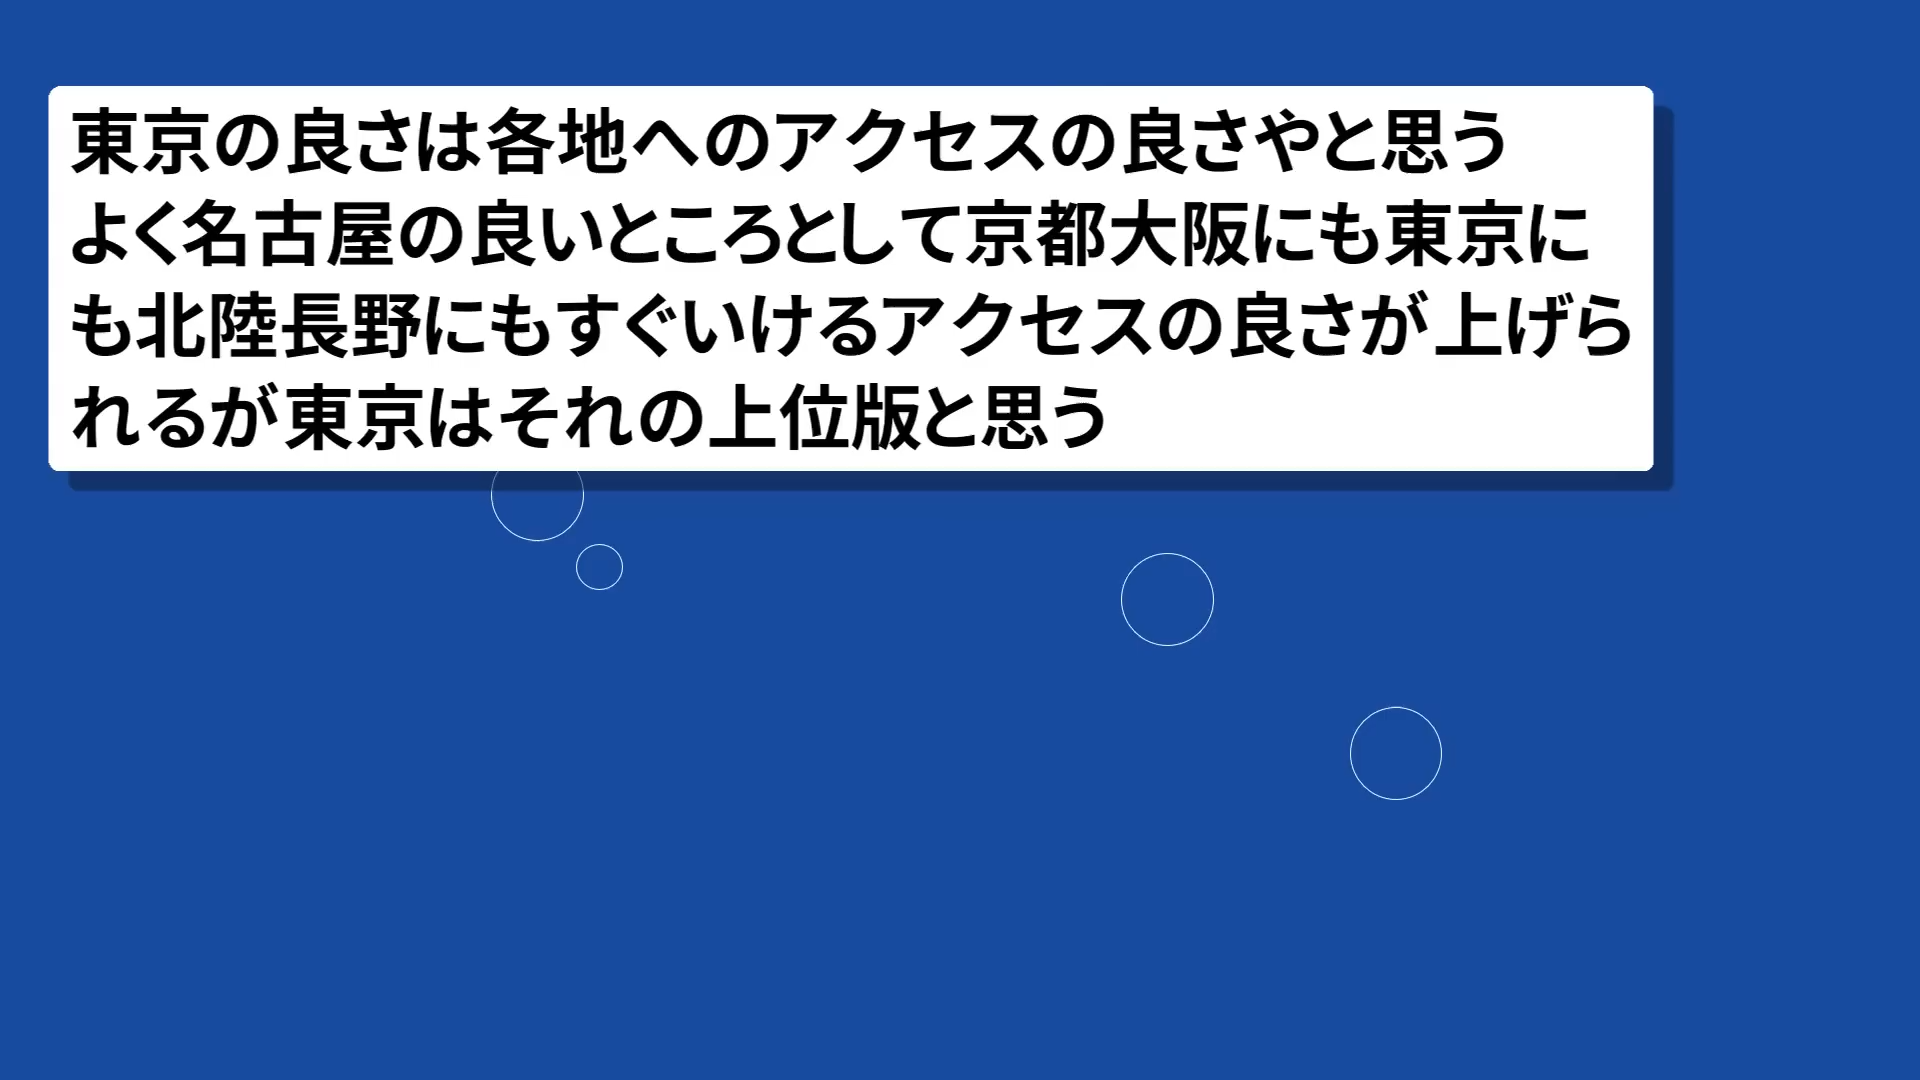 東京の良さは各地へのアクセスの良さやと思う
よく名古屋の良いところとして京都大阪にも東京に
も北陸長野にもすぐいけるアクセスの良さが上げら
れるが東京はそれの上位版と思う